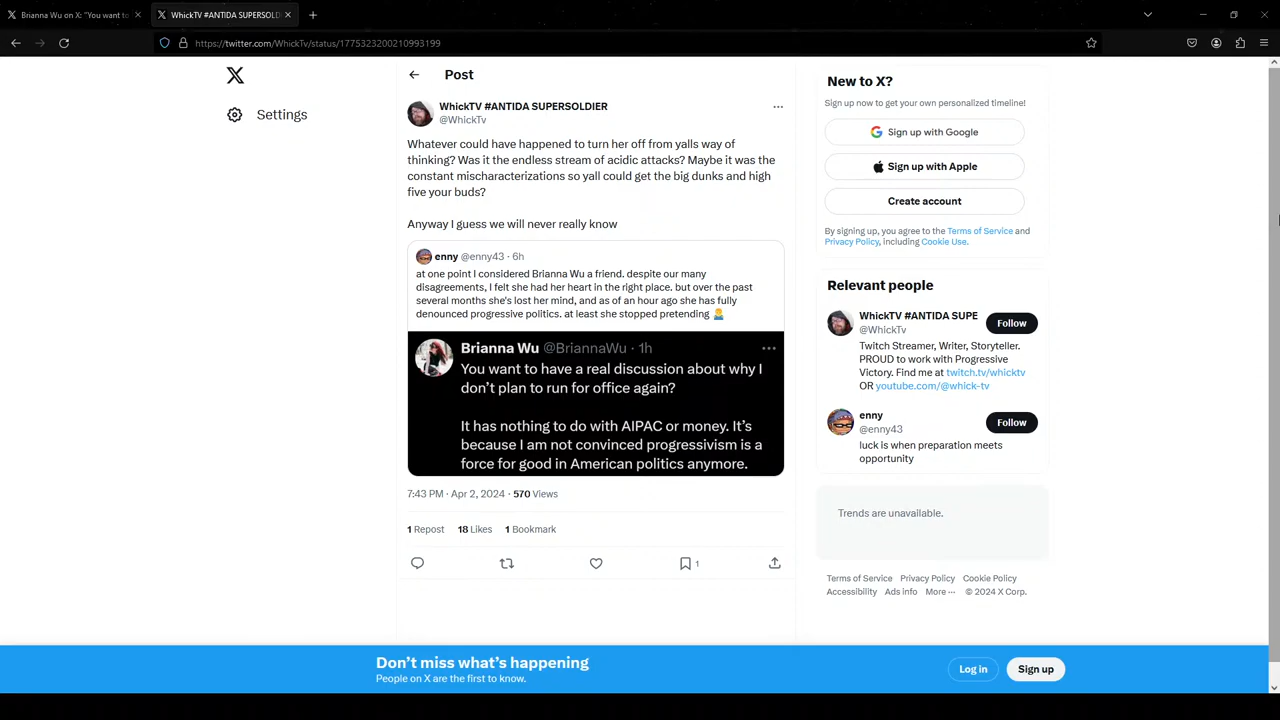 Brianna Wu on X: "You want to
WhickTV #ANTIDA SUPERSOLD
https://twitter.com/WhickTv/status/1775323200210993199
Settings
Post
WhickTV #ANTIDA SUPERSOLDIER
@WhickTv
Whatever could have happened to turn her off from yalls way of
thinking? Was it the endless stream of acidic attacks? Maybe it was the
constant mischaracterizations so yall could get the big dunks and high
five your buds?
Anyway I guess we will never really know
enny @enny43 · 6h
at one point I considered Brianna Wu a friend. despite our many
disagreements, I felt she had her heart in the right place. but over the past
several months she's lost her mind, and as of an hour ago she has fully
denounced progressive politics. at least she stopped pretending 🤷‍♂️
Brianna Wu @BriannaWu · 1h
You want to have a real discussion about why I
don't plan to run for office again?
It has nothing to do with AIPAC or money. It's
because I am not convinced progressivism is a
force for good in American politics anymore.
7:43 PM · Apr 2, 2024 · 570 Views
1 Repost 18 Likes 1 Bookmark
1
New to X?
Sign up now to get your own personalized timeline!
Sign up with Google
Sign up with Apple
Create account
By signing up, you agree to the Terms of Service and
Privacy Policy, including Cookie Use.
Relevant people
WhickTV #ANTIDA SUPE
@WhickTv
Follow
Twitch Streamer, Writer, Storyteller.
PROUD to work with Progressive
Victory. Find me at twitch.tv/whicktv
OR youtube.com/@whick-tv
enny
@enny43
Follow
luck is when preparation meets
opportunity
Trends are unavailable.
Terms of Service Privacy Policy Cookie Policy
Accessibility Ads info More ··· © 2024 X Corp.
Don't miss what's happening
People on X are the first to know.
Log in
Sign up